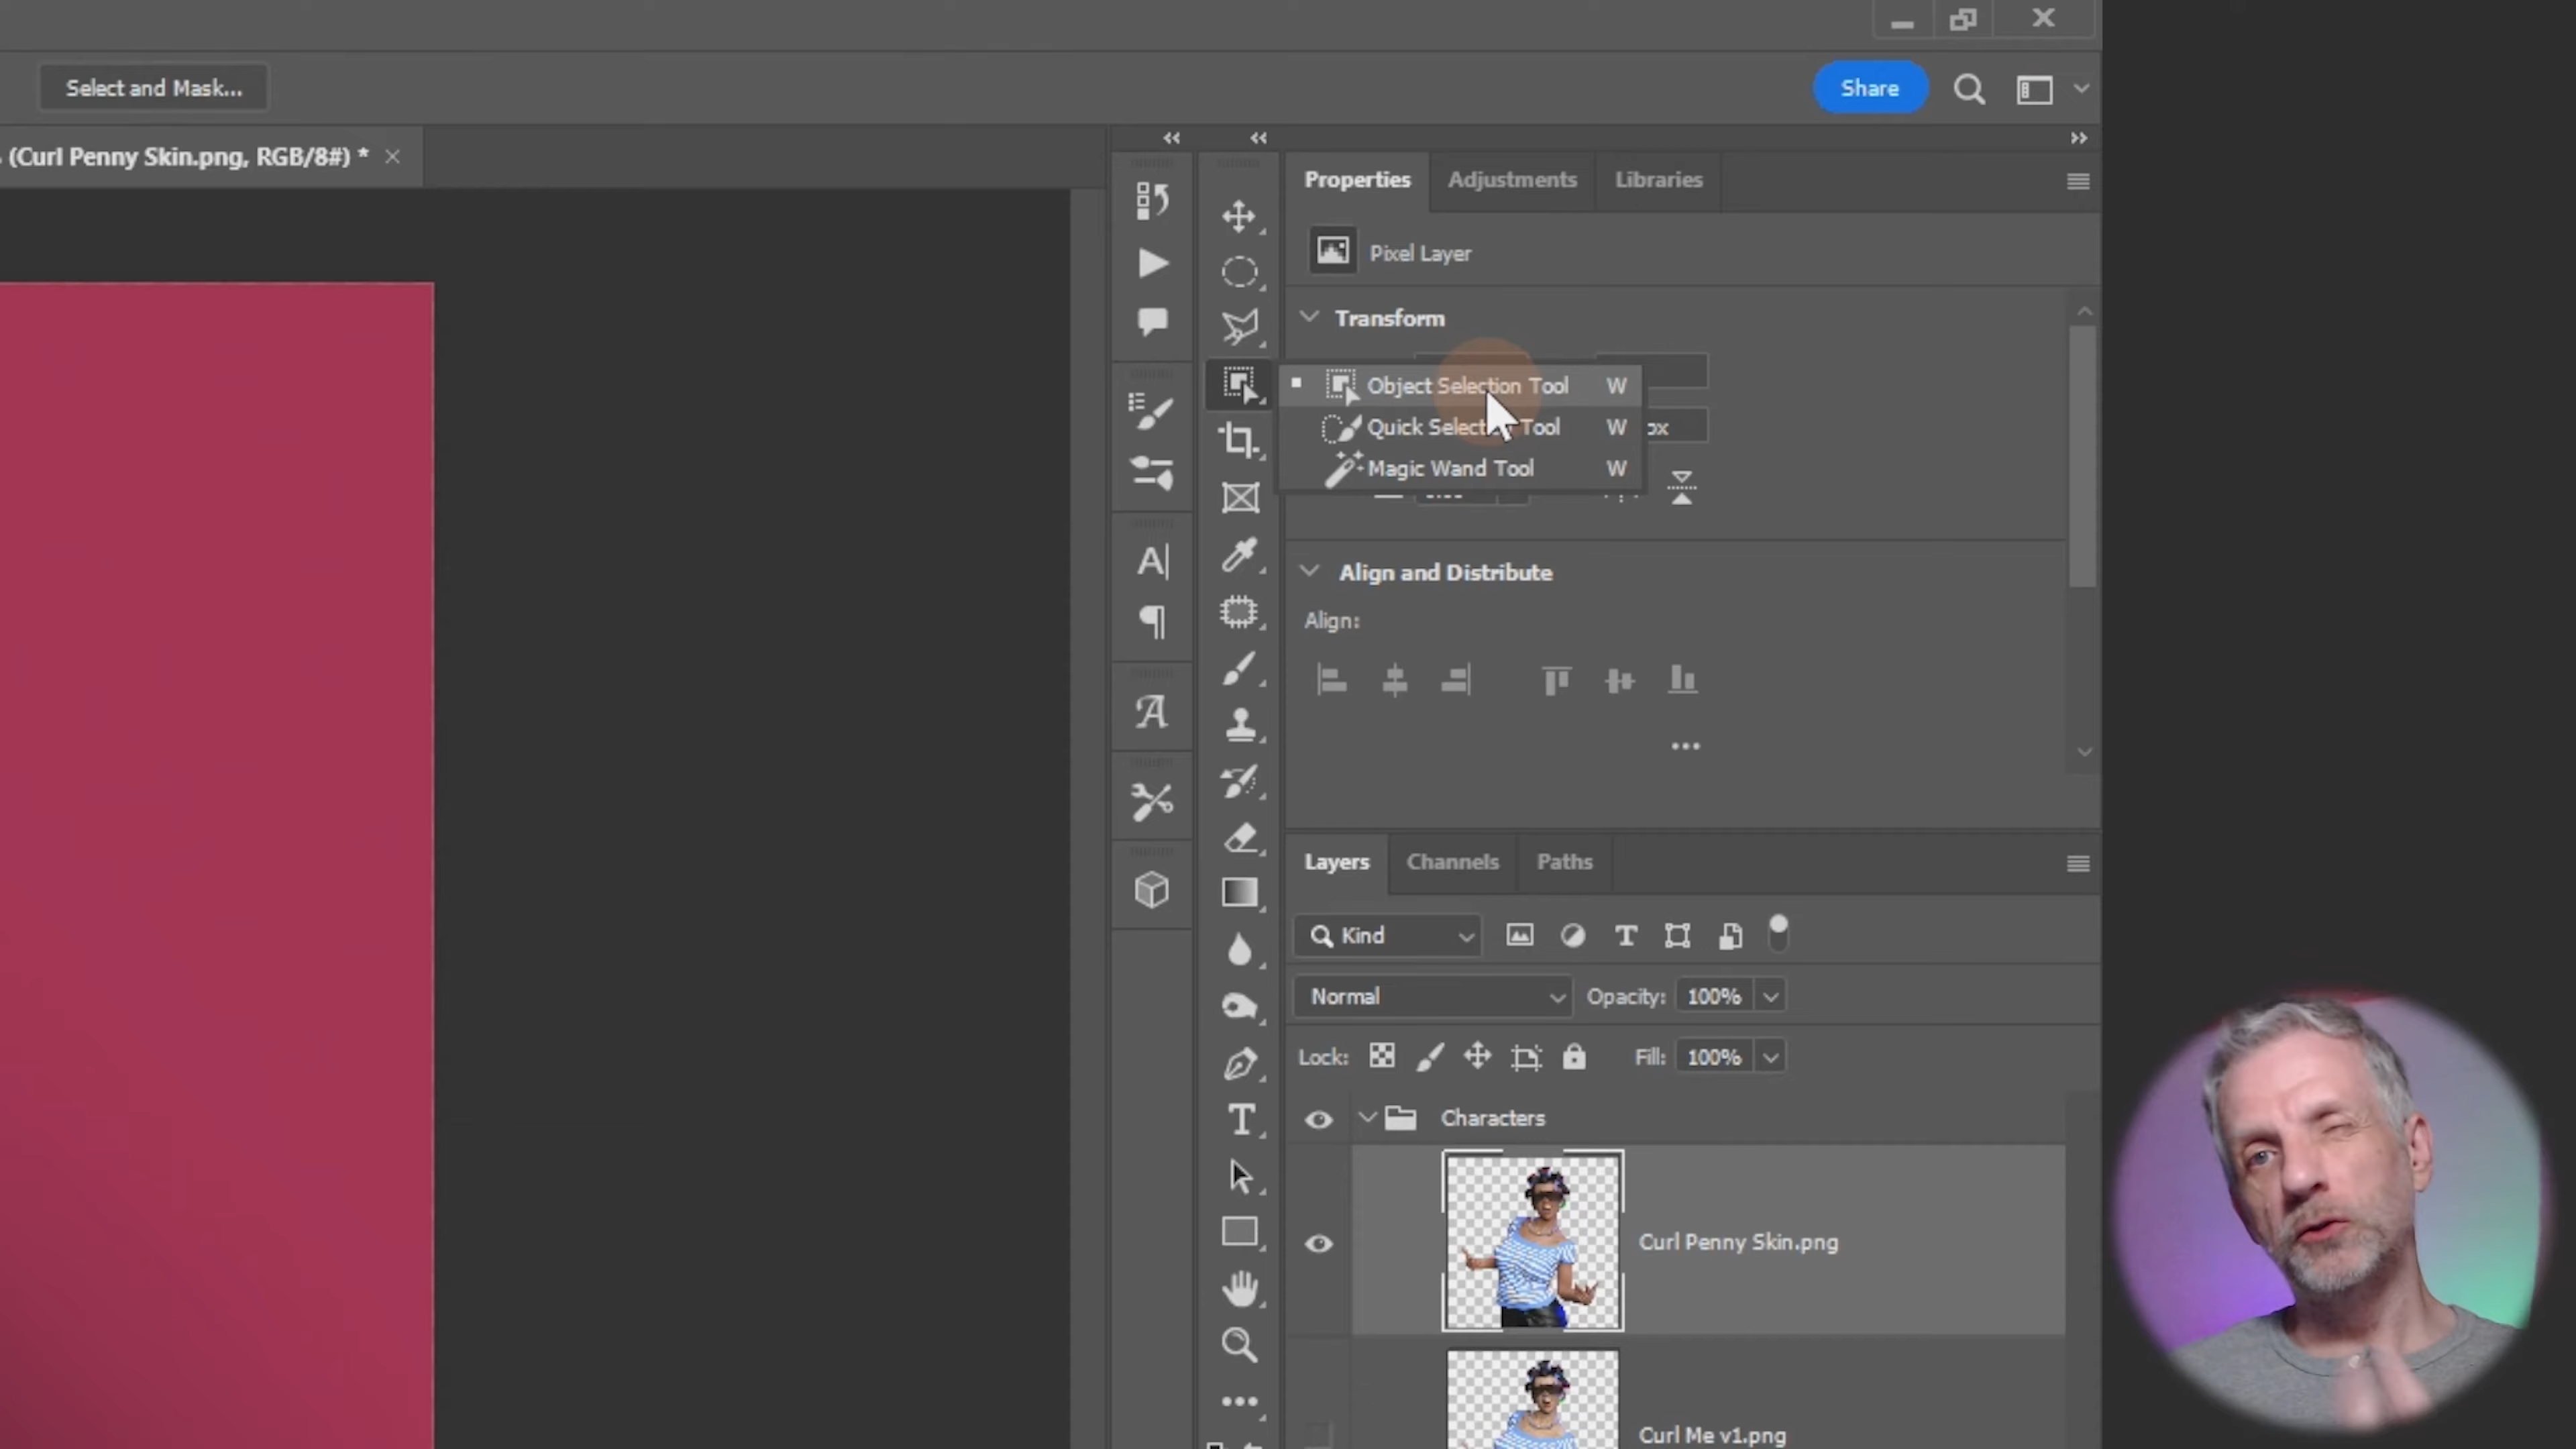 Select and Mask...
Share
(Curl Penny Skin.png, RGB/8#) *
Properties
Adjustments
Libraries
Pixel Layer
Transform
Object Selection Tool W
Quick Selection Tool W
Magic Wand Tool W
Align and Distribute
Align:
Layers
Channels
Paths
Kind
Normal
Opacity: 100%
Lock:
Fill: 100%
Characters
Curl Penny Skin.png
Curl Me v1.png